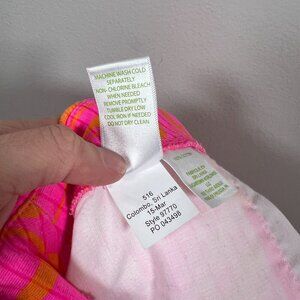 MACHINE WASH COLD
SEPARATELY
NON-CHLORINE BLEACH
WHEN NEEDED
REMOVE PROMPTLY
TUMBLE DRY LOW
COOL IRON IF NEEDED
DO NOT DRY CLEAN
516
Colombo, Sri Lanka
15-Mar
Style 97770
PO 043498